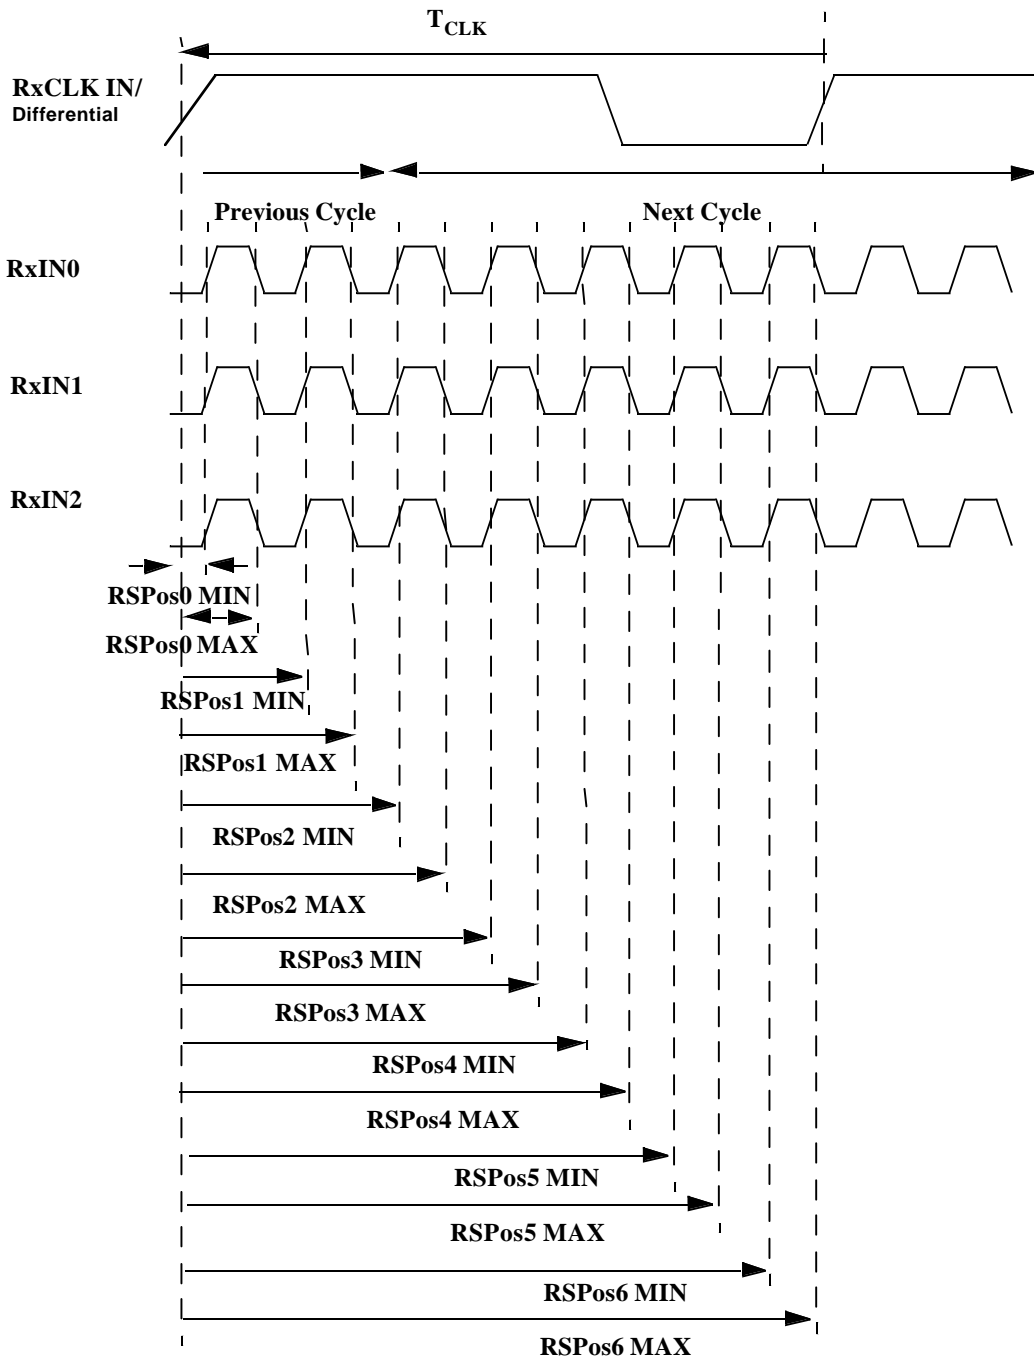 TCLK
RxCLK IN/
Differential
Previous Cycle
Next Cycle
RxIN0
RxIN1
RxIN2
RSPos0 MIN
RSPos0 MAX
RSPos1 MIN
RSPos1 MAX
RSPos2 MIN
RSPos2 MAX
RSPos3 MIN
RSPos3 MAX
RSPos4 MIN
RSPos4 MAX
RSPos5 MIN
RSPos5 MAX
RSPos6 MIN
RSPos6 MAX